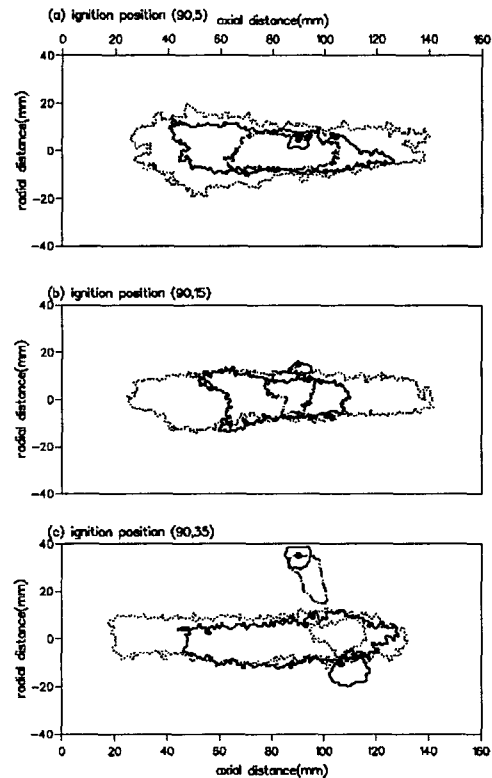 (a) ignition position (90,5)
axial distance(mm)
0 20 40 60 80 100 120 140 160
40
20
0
-20
-40
radial distance(mm)
(b) ignition position (90,15)
40
20
0
-20
-40
radial distance(mm)
(c) ignition position (90,35)
40
20
0
-20
-40
radial distance(mm)
0 20 40 60 80 100 120 140 160
axial distance(mm)